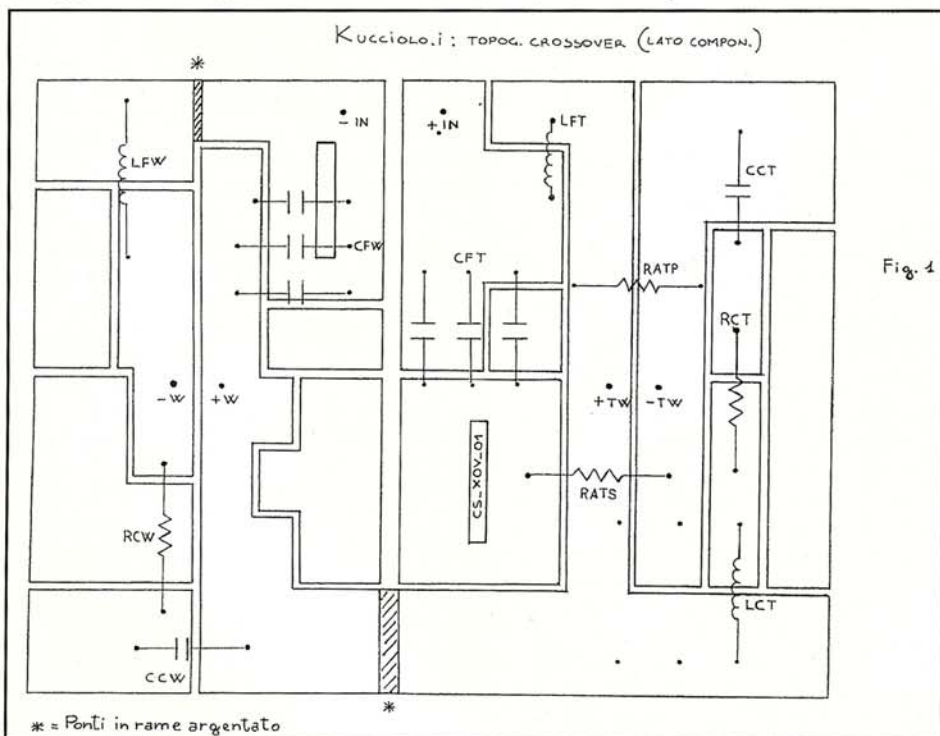 Kucciolo.i : TOPOG. CROSSOVER (LATO COMPON.)
*
- IN
+ IN
LFT
LFW
CCT
CFW
CFT
RATP
Fig. 1
RCT
-W
+W
+TW
-TW
CS_XOV_01
RATS
RCW
LCT
CCW
*
* = Ponti in rame argentato